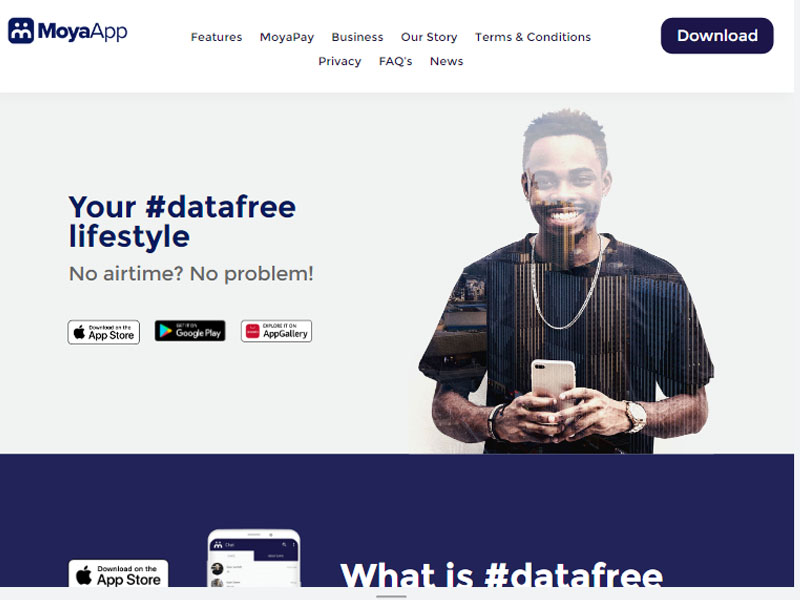 MoyaApp
Features MoyaPay Business Our Story Terms & Conditions
Privacy FAQ's News
Download
Your #datafree
lifestyle
No airtime? No problem!
Download on the
App Store
GET IT ON
Google Play
EXPLORE IT ON
AppGallery
Download on the
App Store
Chat
What is #datafree